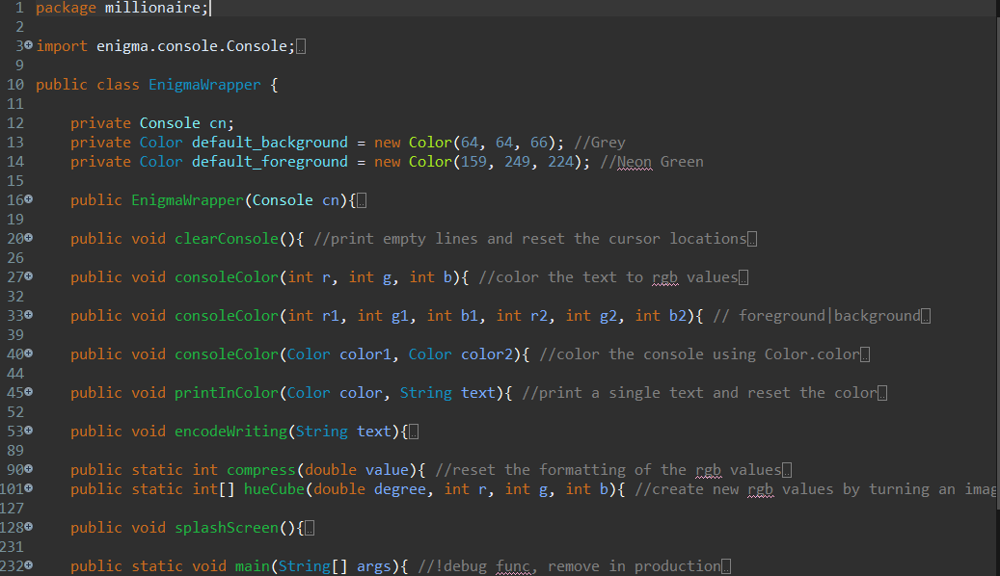 1 package millionaire;
2
3 import enigma.console.Console;
9
10 public class EnigmaWrapper {
11
12 private Console cn;
13 private Color default_background = new Color(64, 64, 66); //Grey
14 private Color default_foreground = new Color(159, 249, 224); //Neon Green
15
16 public EnigmaWrapper(Console cn){
19
20 public void clearConsole(){ //print empty lines and reset the cursor locations
26
27 public void consoleColor(int r, int g, int b){ //color the text to rgb values
32
33 public void consoleColor(int r1, int g1, int b1, int r2, int g2, int b2){ // foreground|background
39
40 public void consoleColor(Color color1, Color color2){ //color the console using Color.color
44
45 public void printInColor(Color color, String text){ //print a single text and reset the color
52
53 public void encodeWriting(String text){
89
90 public static int compress(double value){ //reset the formatting of the rgb values
101 public static int[] hueCube(double degree, int r, int g, int b){ //create new rgb values by turning an imag
127
128 public void splashScreen(){
231
232 public static void main(String[] args){ //!debug func, remove in production